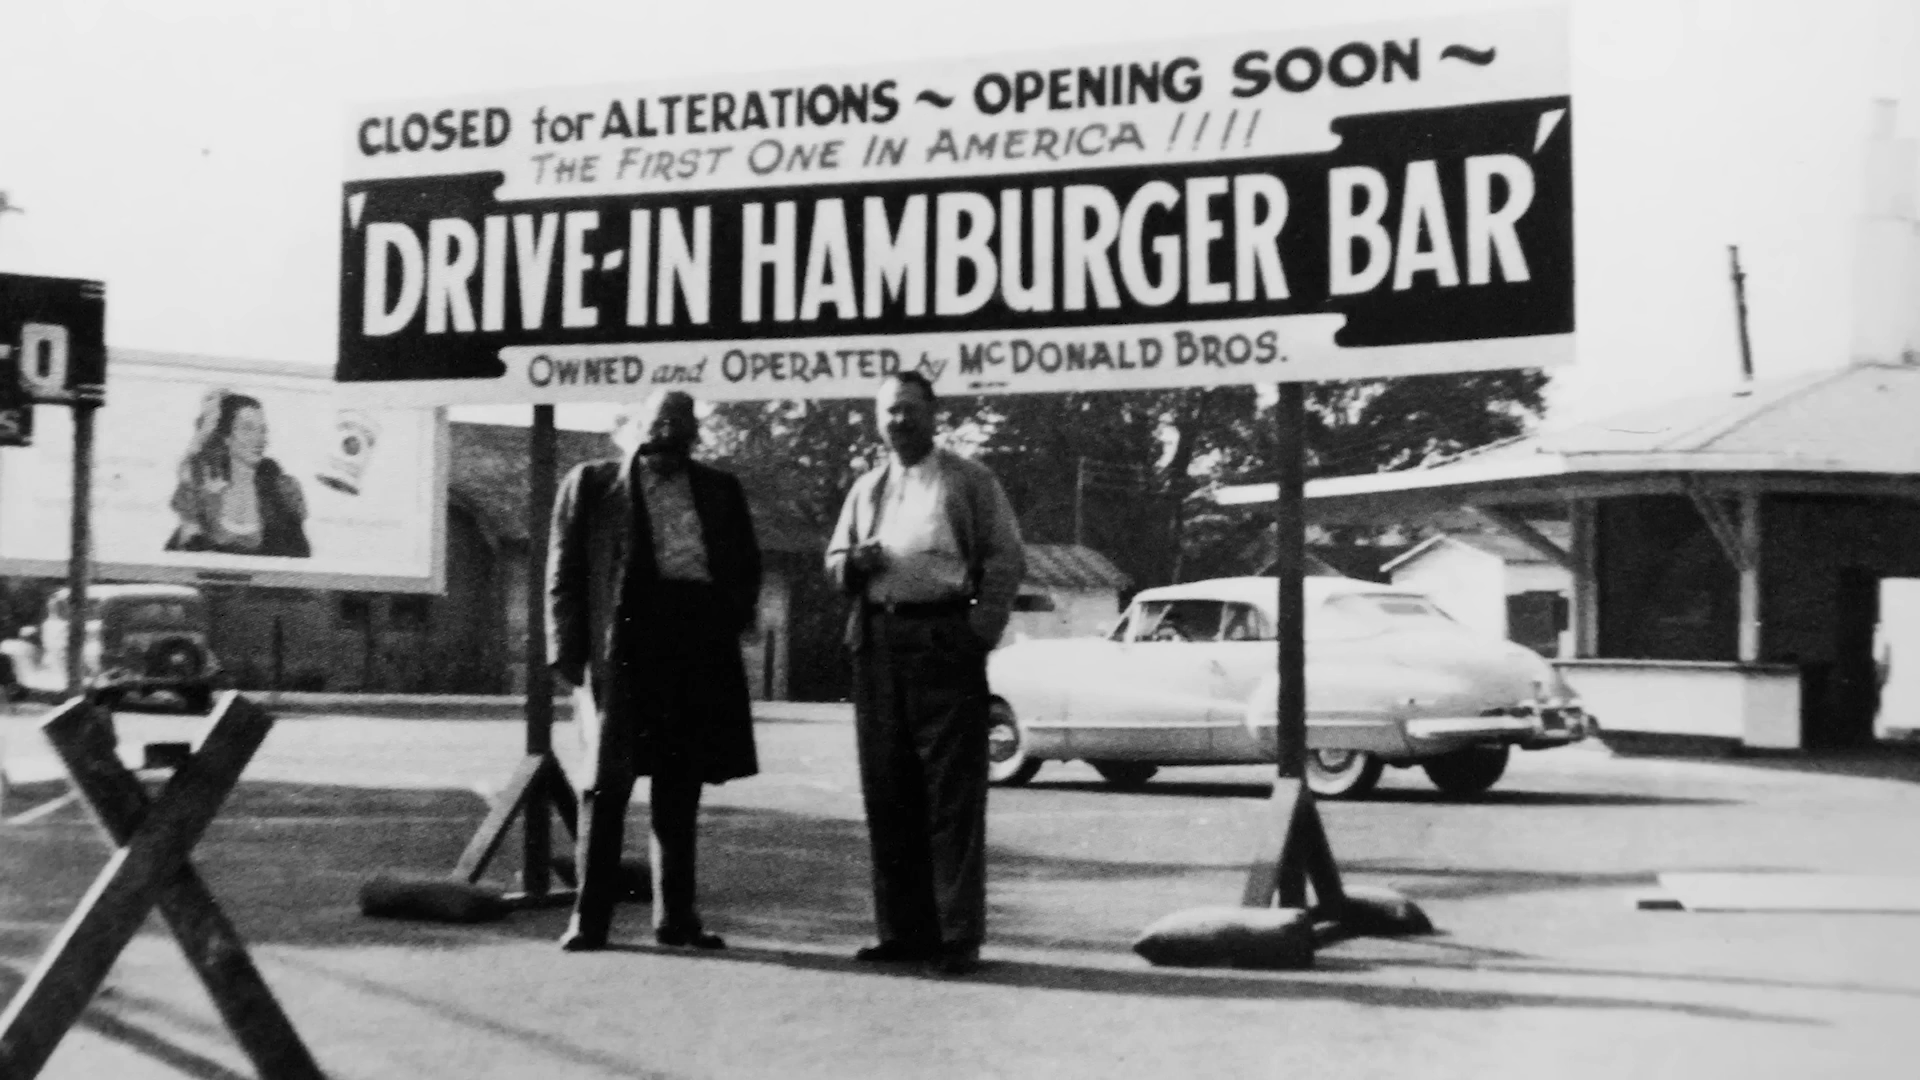 CLOSED for ALTERATIONS ~ OPENING SOON ~
THE FIRST ONE IN AMERICA !!!!
'DRIVE-IN HAMBURGER BAR'
OWNED and OPERATED by McDONALD BROS.